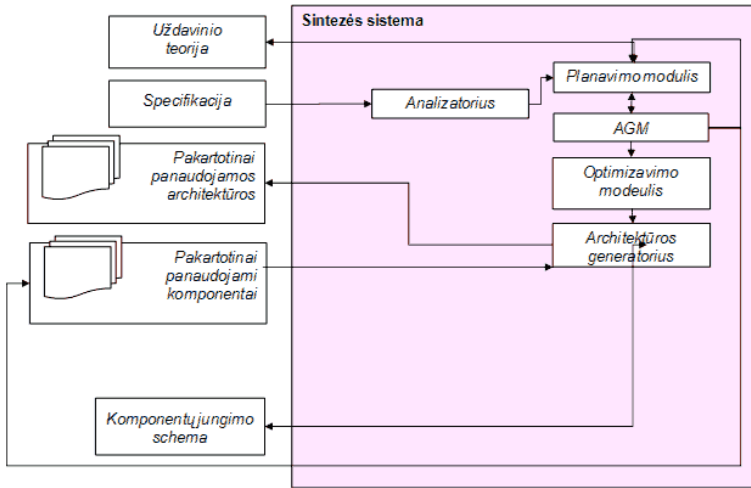 Sintezės sistema
Uždavinio
teorija
Planavimo modulis
Specifikacija
Analizatorius
AGM
Pakartotinai
panaudojamos
architektūros
Optimizavimo
modeulis
Architektūros
generatorius
Pakartotinai
panaudojami
komponentai
Komponentų jungimo
schema